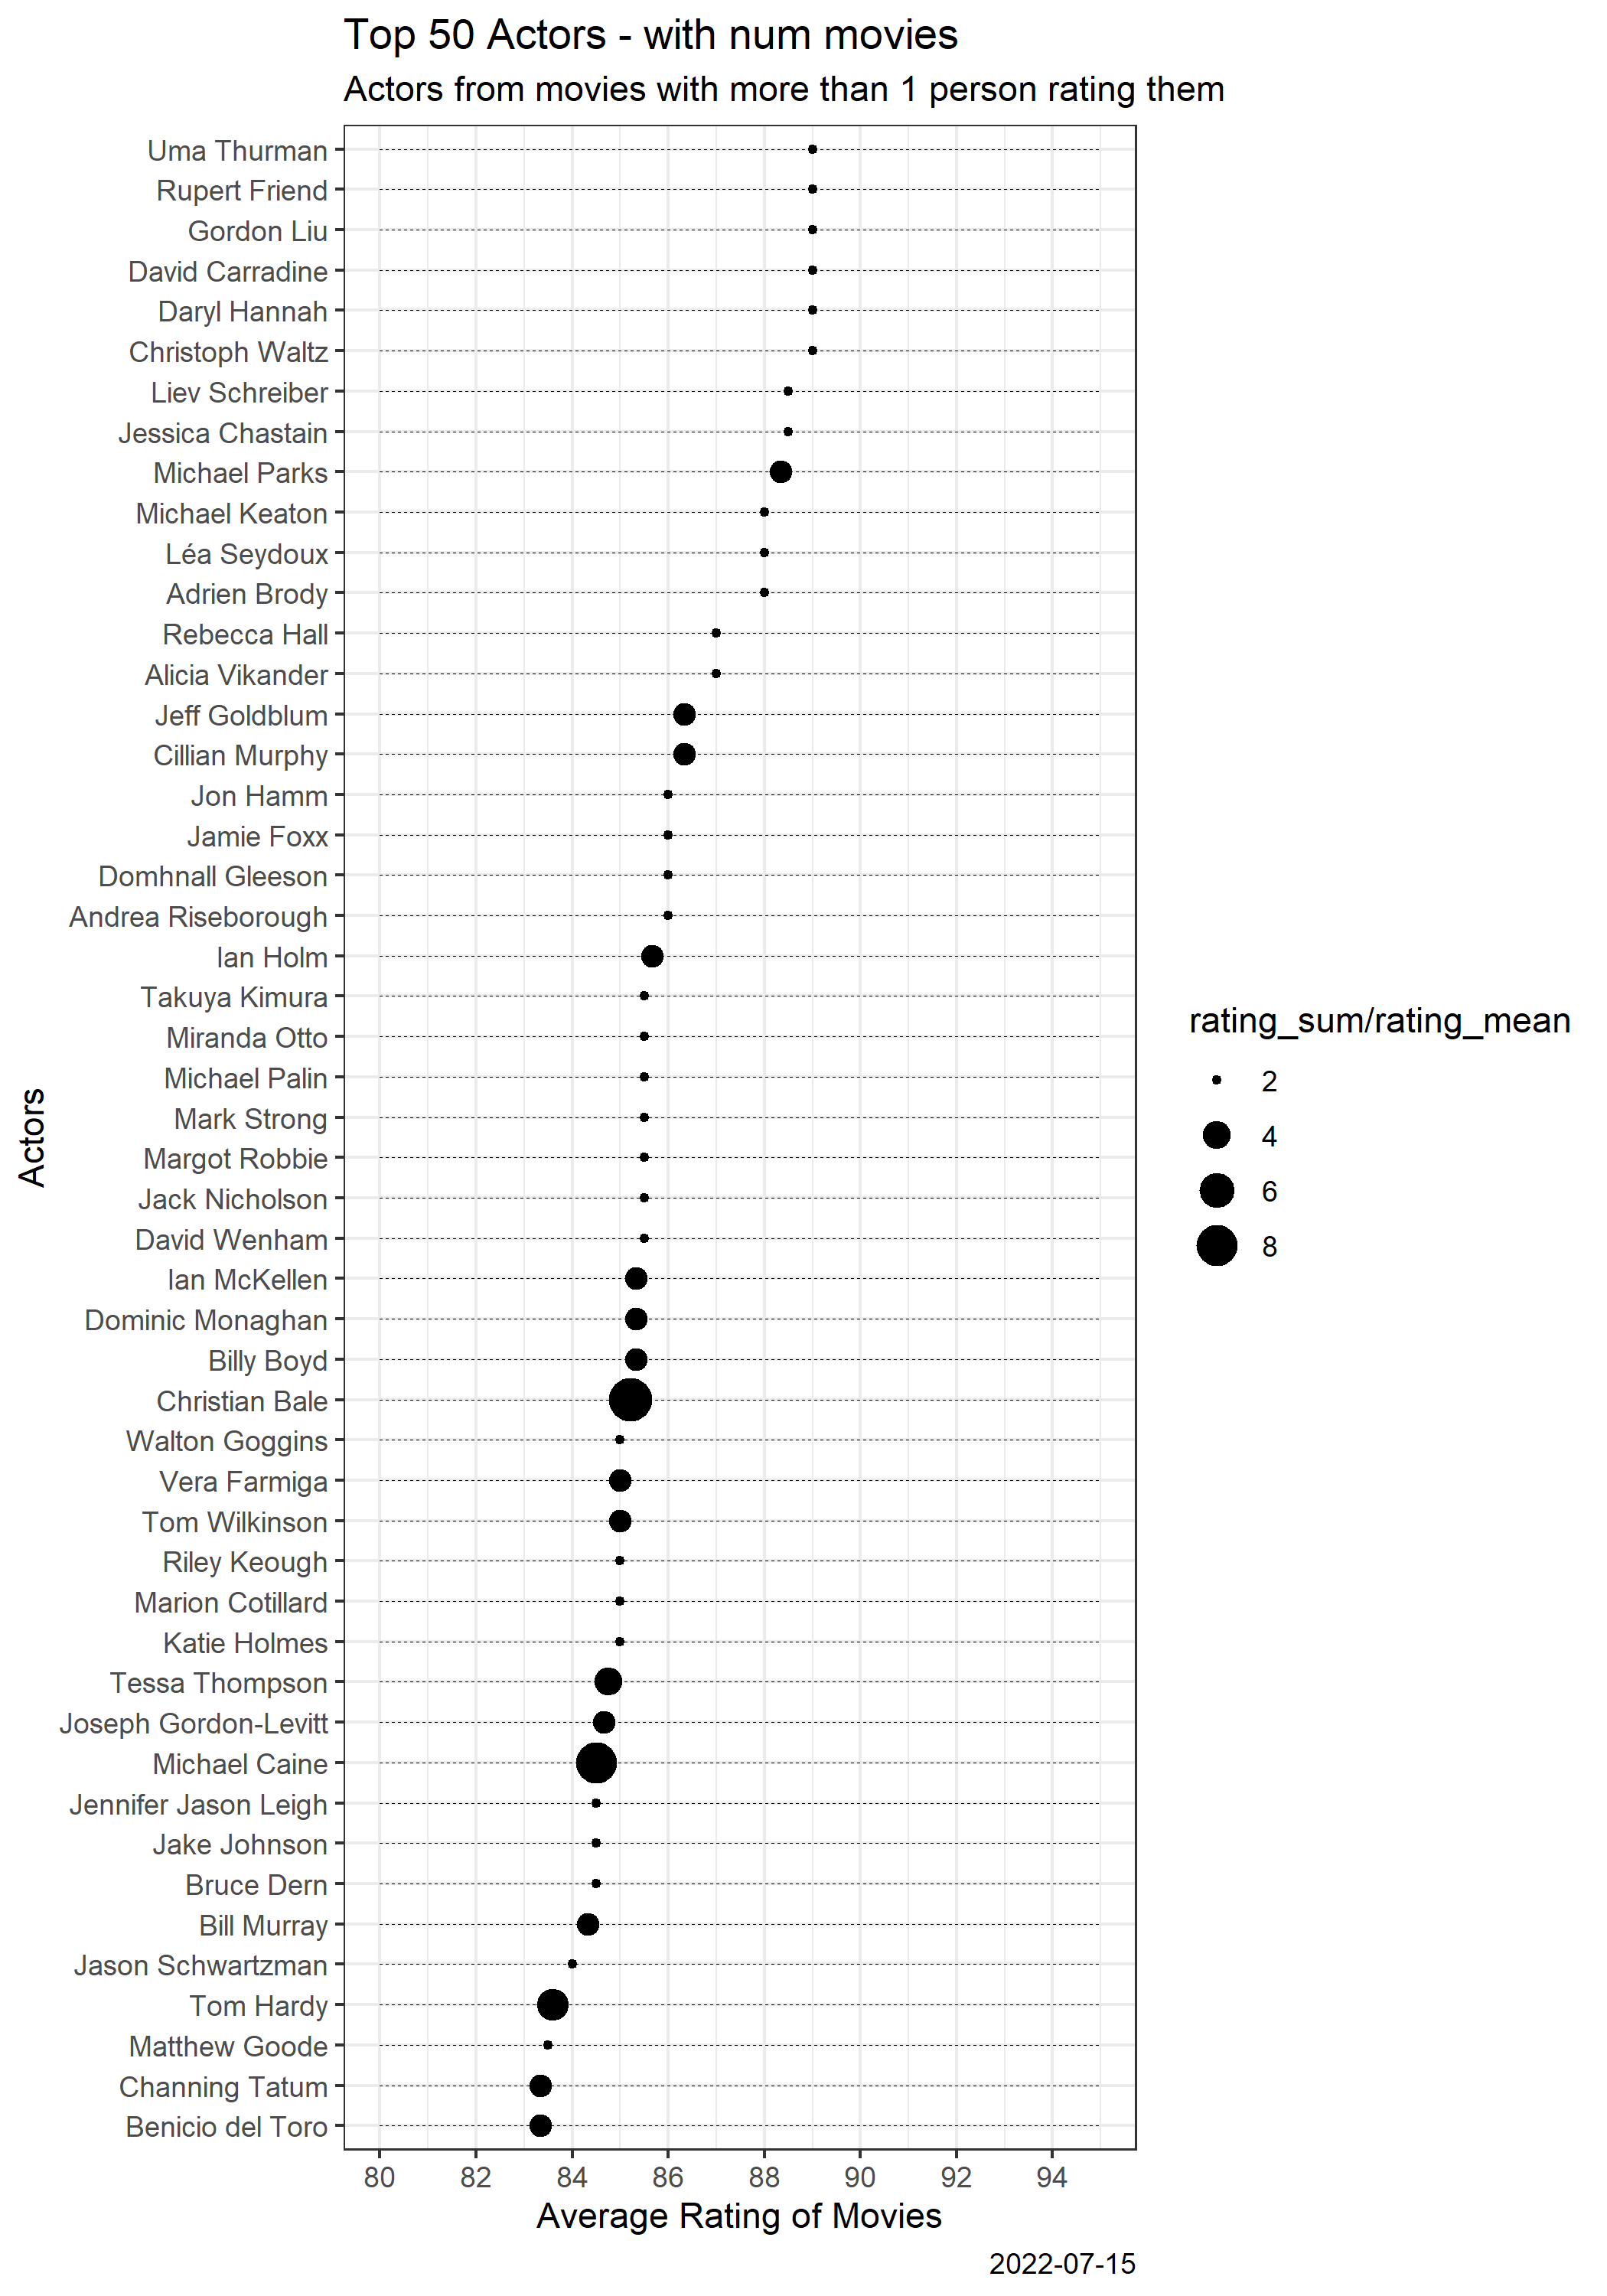 Top 50 Actors - with num movies
Actors from movies with more than 1 person rating them
Uma Thurman
Rupert Friend
Gordon Liu
David Carradine
Daryl Hannah
Christoph Waltz
Liev Schreiber
Jessica Chastain
Michael Parks
Michael Keaton
Léa Seydoux
Adrien Brody
Rebecca Hall
Alicia Vikander
Jeff Goldblum
Cillian Murphy
Jon Hamm
Jamie Foxx
Domhnall Gleeson
Andrea Riseborough
Ian Holm
Takuya Kimura
Miranda Otto
Michael Palin
Mark Strong
Margot Robbie
Jack Nicholson
David Wenham
Ian McKellen
Dominic Monaghan
Billy Boyd
Christian Bale
Walton Goggins
Vera Farmiga
Tom Wilkinson
Riley Keough
Marion Cotillard
Katie Holmes
Tessa Thompson
Joseph Gordon-Levitt
Michael Caine
Jennifer Jason Leigh
Jake Johnson
Bruce Dern
Bill Murray
Jason Schwartzman
Tom Hardy
Matthew Goode
Channing Tatum
Benicio del Toro
Actors
80 82 84 86 88 90 92 94
Average Rating of Movies
rating_sum/rating_mean
2
4
6
8
2022-07-15